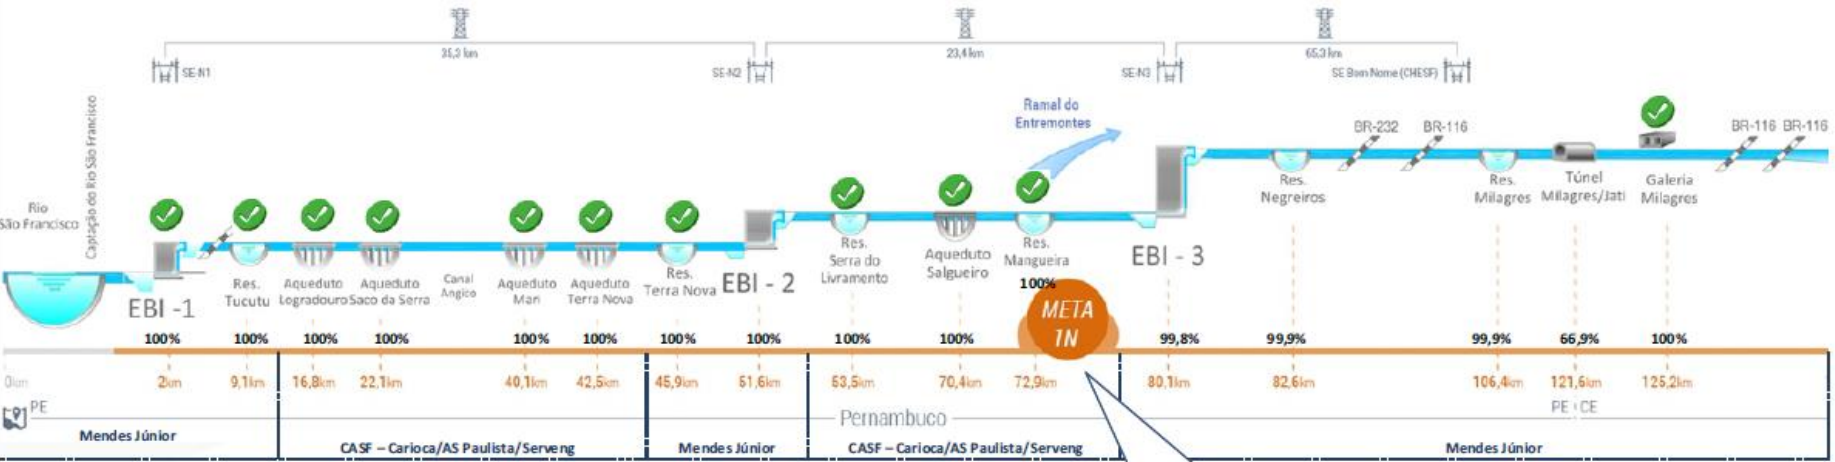 35,3 km
23,4 km
65,3 km
SE-N1
SE-N2
SE-N3
SE Bom Nome (CHESF)
Rio
São Francisco
Captação do Rio São Francisco
Ramal do
Entremontes
BR-232
BR-116
BR-116
BR-116
EBI -1
Res.
Tucutu
Aqueduto
Logradouro
Aqueduto
Saco da Serra
Canal
Angico
Aqueduto
Mari
Aqueduto
Terra Nova
Res.
Terra Nova
EBI - 2
Res.
Serra do
Livramento
Aqueduto
Salgueiro
Res.
Mangueira
EBI - 3
Res.
Negreiros
Res.
Milagres
Túnel
Milagres/Jati
Galeria
Milagres
100%
META
1N
100% 100% 100% 100% 100% 100% 100% 100% 100% 100% 99,8% 99,9% 99,9% 66,9% 100%
0km 2km 9,1km 16,8km 22,1km 40,1km 42,5km 45,9km 51,6km 53,5km 70,4km 72,9km 80,1km 82,6km 106,4km 121,6km 125,2km
PE
Pernambuco
PE CE
Mendes Júnior
CASF – Carioca/AS Paulista/Serveng
Mendes Júnior
CASF – Carioca/AS Paulista/Serveng
Mendes Júnior